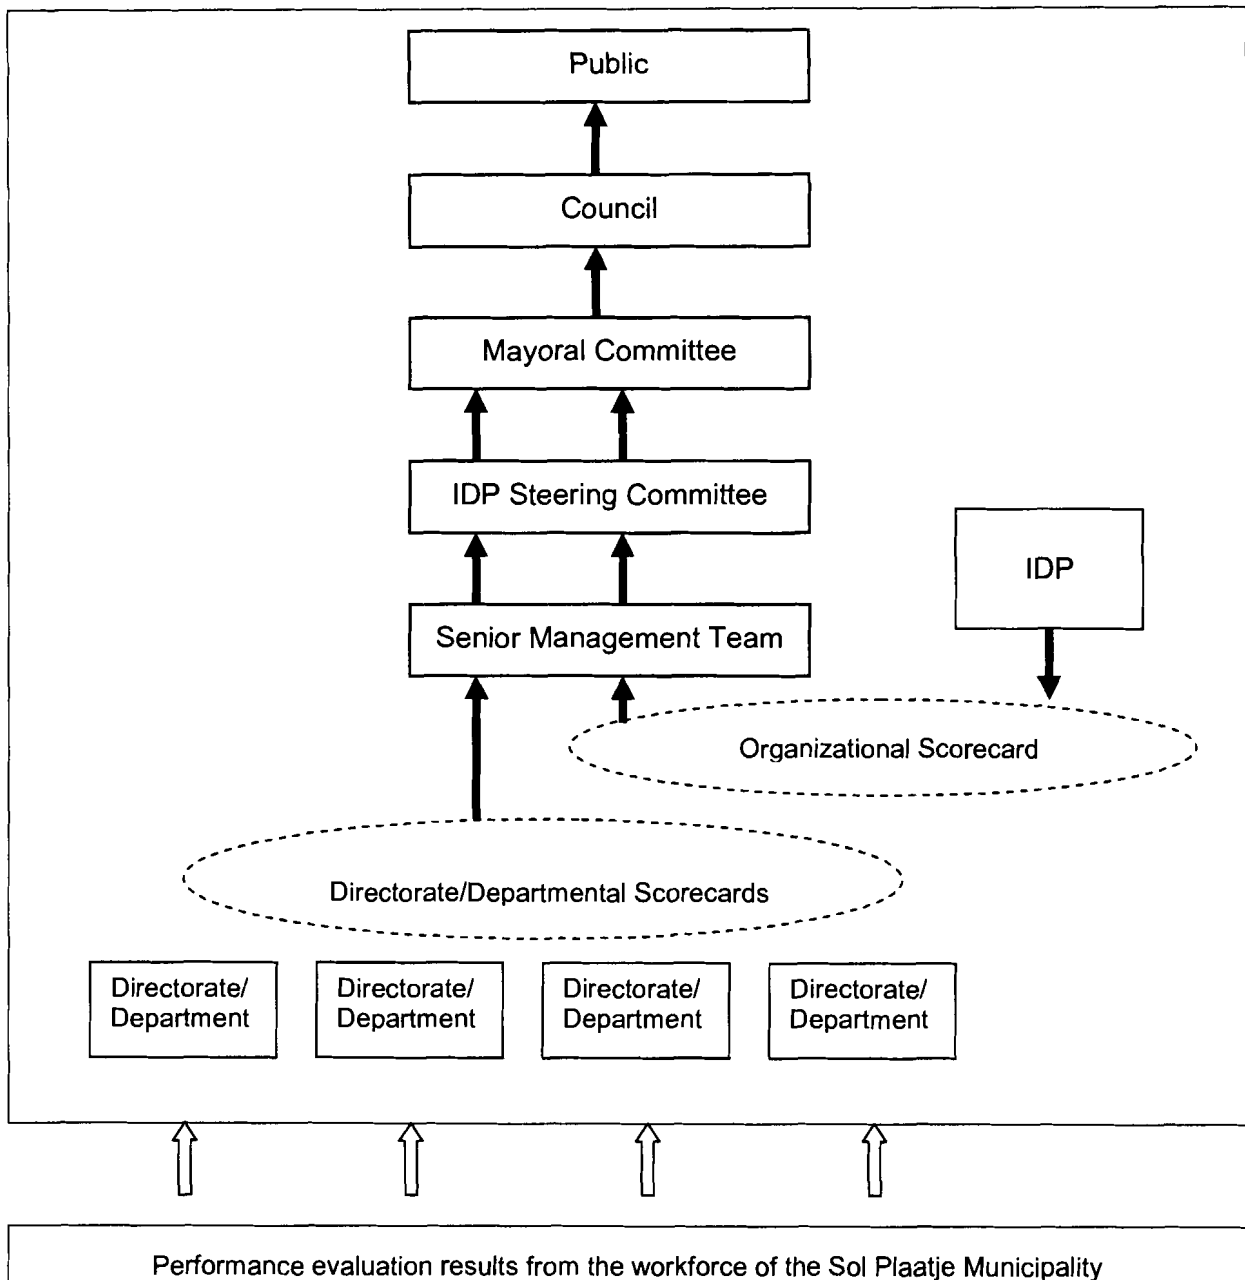 Public
Council
Mayoral Committee
IDP Steering Committee
IDP
Senior Management Team
Organizational Scorecard
Directorate/Departmental Scorecards
Directorate/
Department
Directorate/
Department
Directorate/
Department
Directorate/
Department
Performance evaluation results from the workforce of the Sol Plaatje Municipality